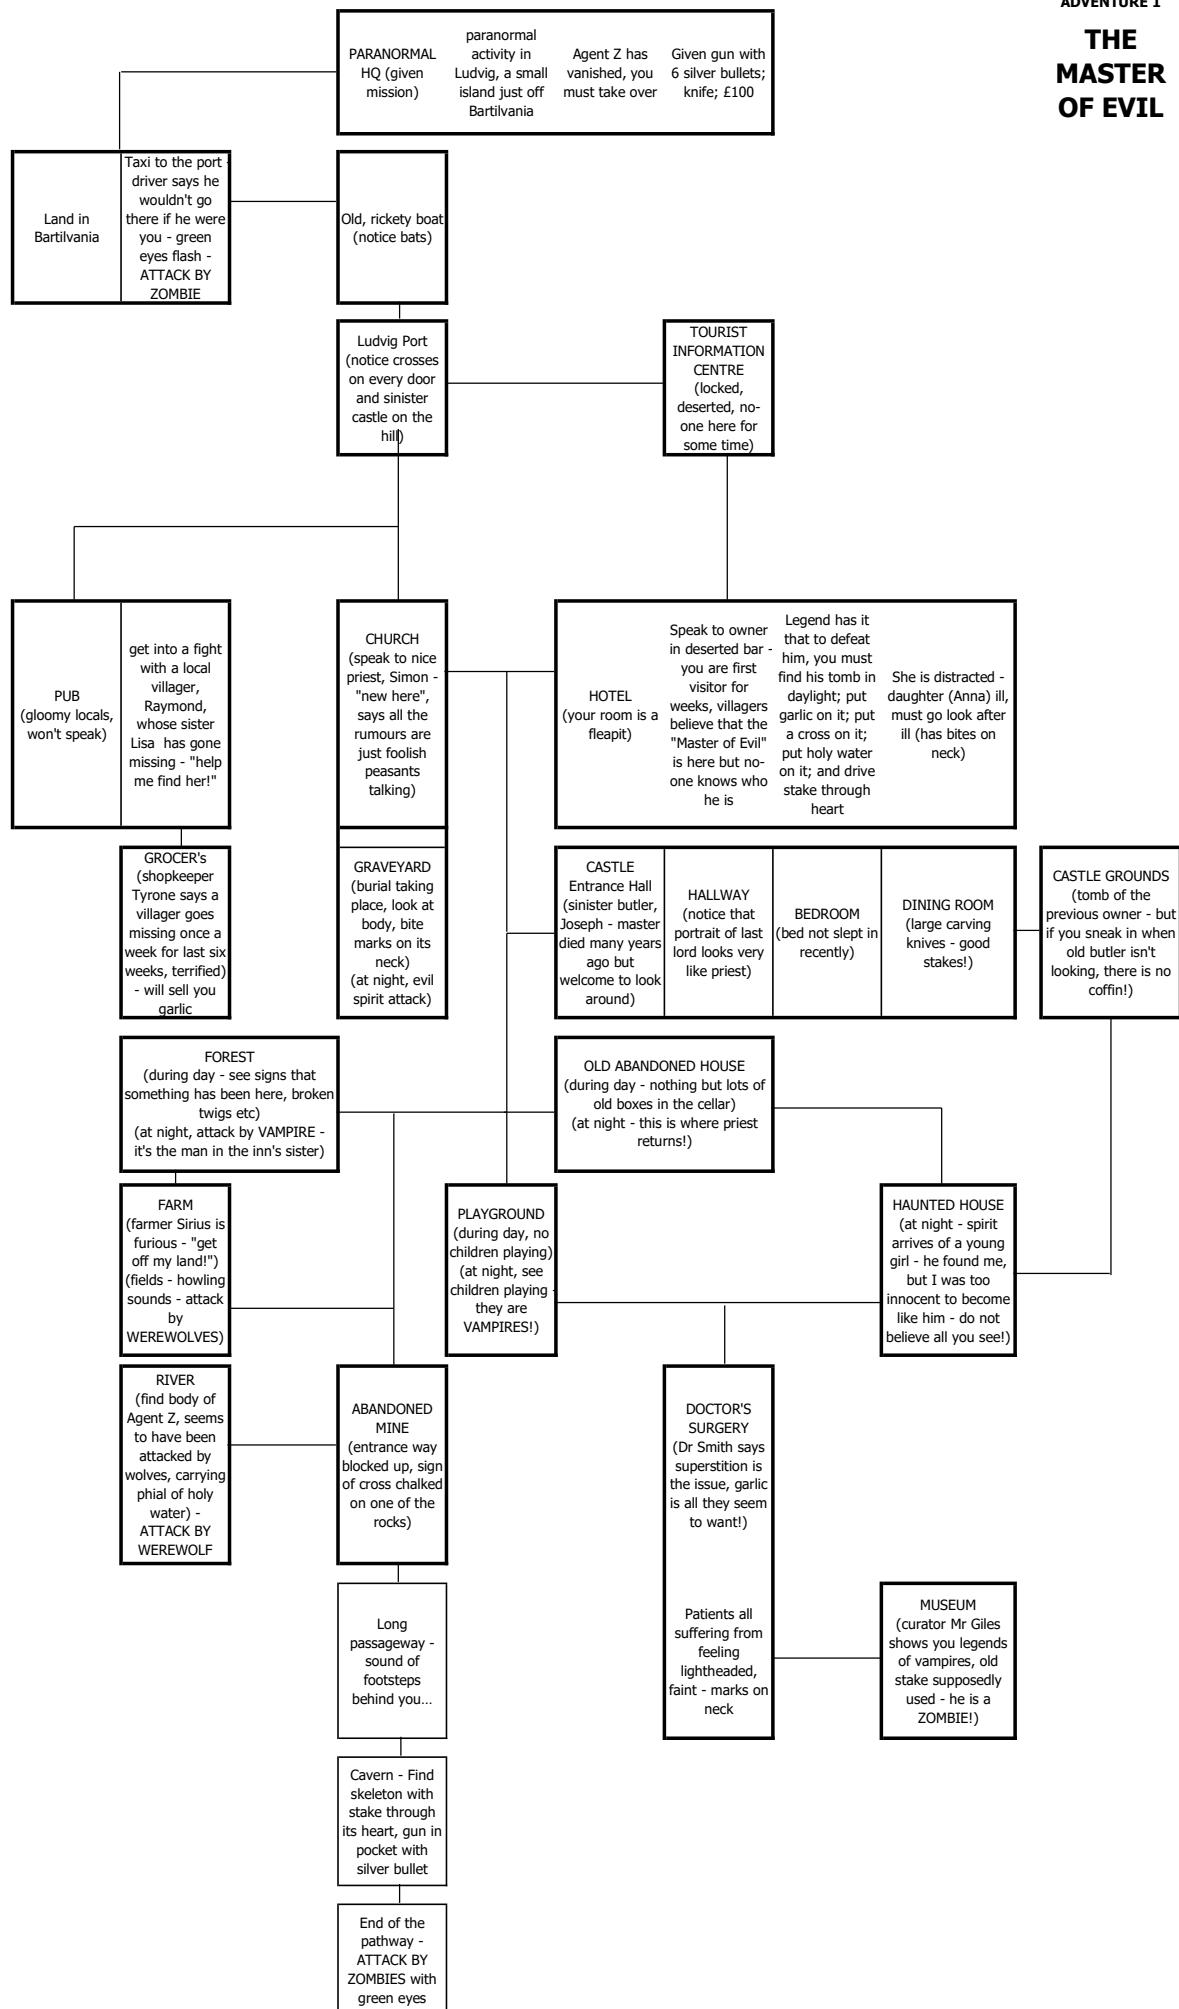 ADVENTURE 1
THE
MASTER
OF EVIL
PARANORMAL
HQ (given
mission)
paranormal
activity in
Ludvig, a small
island just off
Bartilvania
Agent Z has
vanished, you
must take over
Given gun with
6 silver bullets;
knife; £100
Land in
Bartilvania
Taxi to the port -
driver says he
wouldn't go
there if he were
you - green
eyes flash -
ATTACK BY
ZOMBIE
Old, rickety boat
(notice bats)
Ludvig Port
(notice crosses
on every door
and sinister
castle on the
hill)
TOURIST
INFORMATION
CENTRE
(locked,
deserted, no-
one here for
some time)
PUB
(gloomy locals,
won't speak)
get into a fight
with a local
villager,
Raymond,
whose sister
Lisa has gone
missing - "help
me find her!"
CHURCH
(speak to nice
priest, Simon -
"new here",
says all the
rumours are
just foolish
peasants
talking)
HOTEL
(your room is a
fleapit)
Speak to owner
in deserted bar -
you are first
visitor for
weeks, villagers
believe that the
"Master of Evil"
is here but no-
one knows who
he is
Legend has it
that to defeat
him, you must
find his tomb in
daylight; put
garlic on it; put
a cross on it;
put holy water
on it; and drive
stake through
heart
She is distracted -
daughter (Anna) ill,
must go look after
ill (has bites on
neck)
GROCER's
(shopkeeper
Tyrone says a
villager goes
missing once a
week for last six
weeks, terrified)
- will sell you
garlic
GRAVEYARD
(burial taking
place, look at
body, bite
marks on its
neck)
(at night, evil
spirit attack)
CASTLE
Entrance Hall
(sinister butler,
Joseph - master
died many years
ago but
welcome to look
around)
HALLWAY
(notice that
portrait of last
lord looks very
like priest)
BEDROOM
(bed not slept in
recently)
DINING ROOM
(large carving
knives - good
stakes!)
CASTLE GROUNDS
(tomb of the
previous owner - but
if you sneak in when
old butler isn't
looking, there is no
coffin!)
FOREST
(during day - see signs that
something has been here, broken
twigs etc)
(at night, attack by VAMPIRE -
it's the man in the inn's sister)
OLD ABANDONED HOUSE
(during day - nothing but lots of
old boxes in the cellar)
(at night - this is where priest
returns!)
FARM
(farmer Sirius is
furious - "get
off my land!")
(fields - howling
sounds - attack
by
WEREWOLVES)
PLAYGROUND
(during day, no
children playing)
(at night, see
children playing -
they are
VAMPIRES!)
HAUNTED HOUSE
(at night - spirit
arrives of a young
girl - he found me,
but I was too
innocent to become
like him - do not
believe all you see!)
RIVER
(find body of
Agent Z, seems
to have been
attacked by
wolves, carrying
phial of holy
water) -
ATTACK BY
WEREWOLF
ABANDONED
MINE
(entrance way
blocked up, sign
of cross chalked
on one of the
rocks)
DOCTOR'S
SURGERY
(Dr Smith says
superstition is
the issue, garlic
is all they seem
to want!)
Long
passageway -
sound of
footsteps
behind you…
Patients all
suffering from
feeling
lightheaded,
faint - marks on
neck
MUSEUM
(curator Mr Giles
shows you legends
of vampires, old
stake supposedly
used - he is a
ZOMBIE!)
Cavern - Find
skeleton with
stake through
its heart, gun in
pocket with
silver bullet
End of the
pathway -
ATTACK BY
ZOMBIES with
green eyes